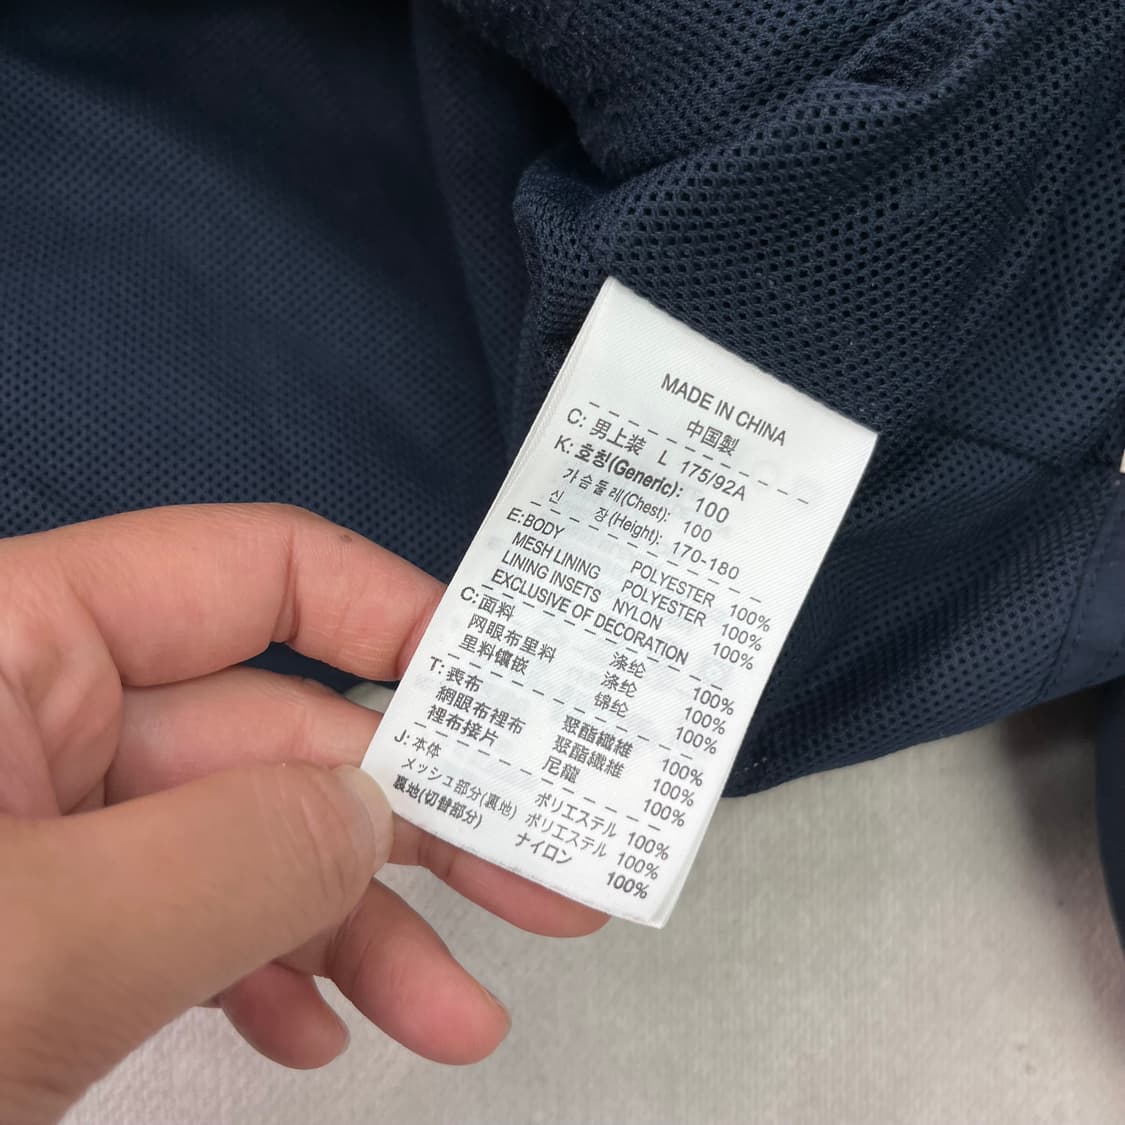 MADE IN CHINA
中国製
C: 男上装 L 175/92A
K: 호칭(Generic): 100
가슴둘레(Chest): 100
신 장(Height): 170-180
E: BODY POLYESTER 100%
MESH LINING POLYESTER 100%
LINING INSETS NYLON 100%
EXCLUSIVE OF DECORATION
C: 面料 涤纶 100%
网眼布里料 涤纶 100%
里料镶嵌 锦纶 100%
T: 表布 聚酯纖維 100%
網眼布裡布 聚酯纖維 100%
裡布接片 尼龍 100%
J: 本体 ポリエステル 100%
メッシュ部分(裏地) ポリエステル 100%
裏地(切替部分) ナイロン 100%